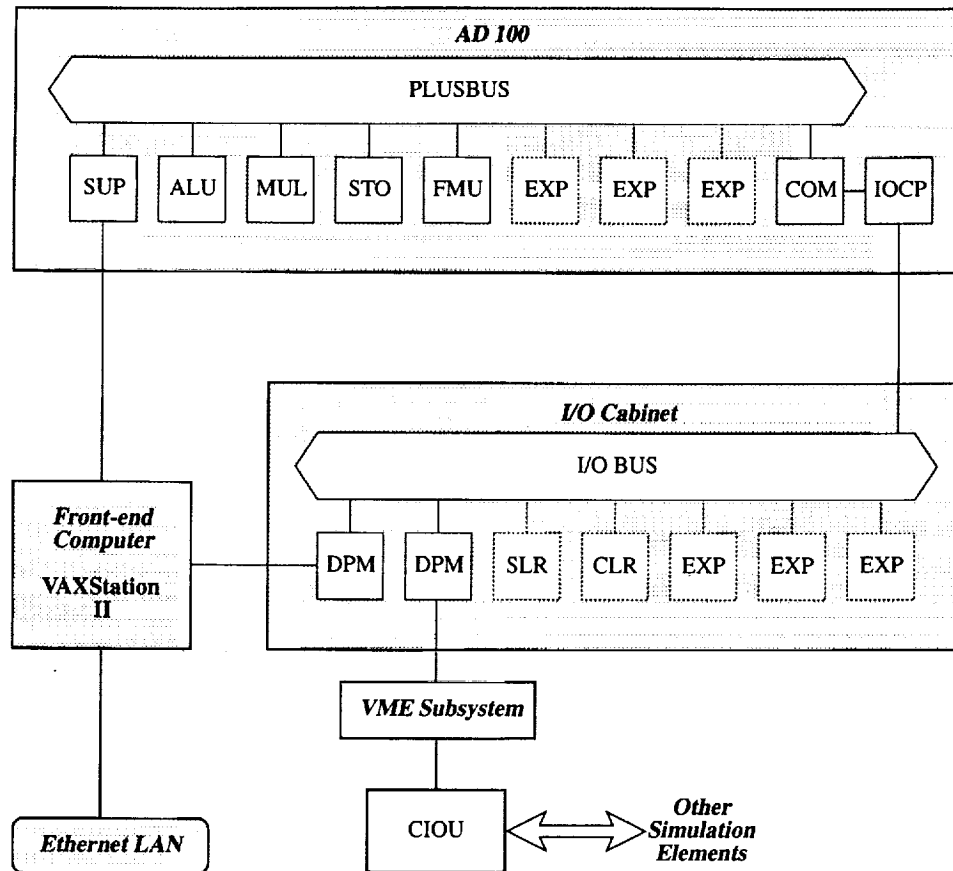 AD 100
PLUSBUS
SUP ALU MUL STO FMU EXP EXP EXP COM IOCP
I/O Cabinet
I/O BUS
Front-end
Computer
VAXStation
II
DPM DPM SLR CLR EXP EXP EXP
VME Subsystem
CIOU
Other
Simulation
Elements
Ethernet LAN